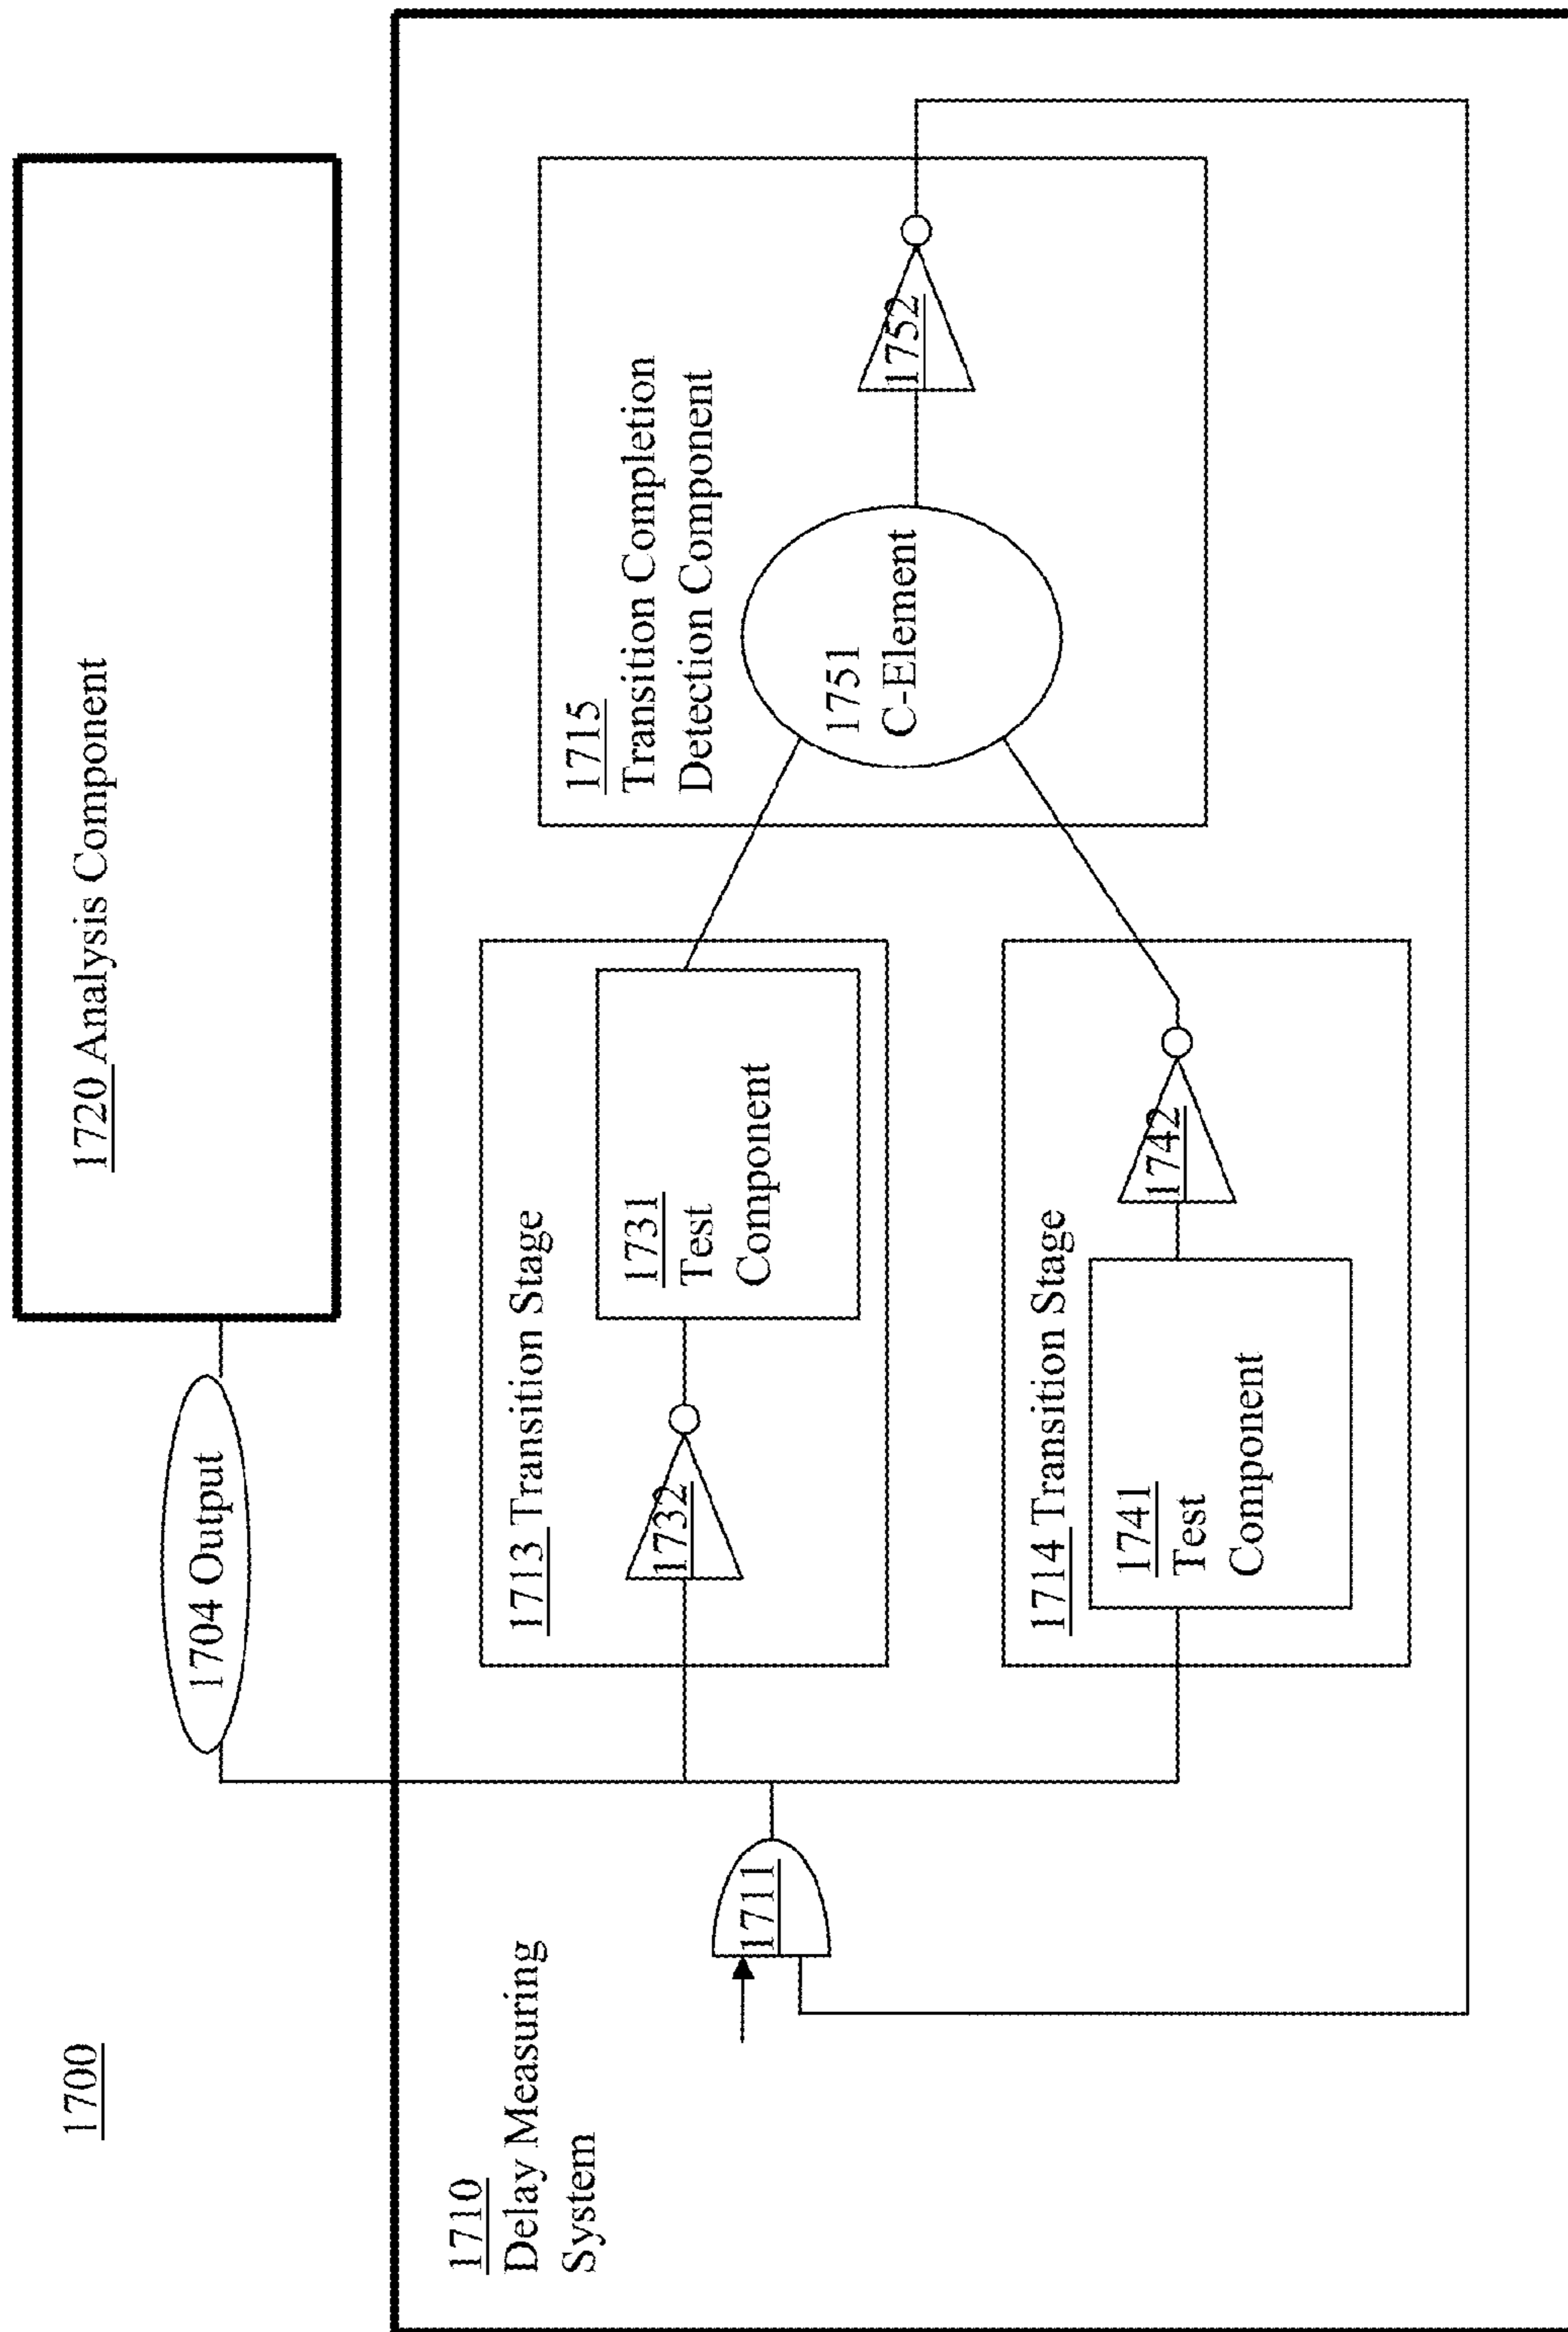 1700
1720 Analysis Component
1704 Output
1710
Delay Measuring
System
1711
1713 Transition Stage
1732
1731
Test
Component
1714 Transition Stage
1741
Test
Component
1742
1715
Transition Completion
Detection Component
1751
C-Element
1752